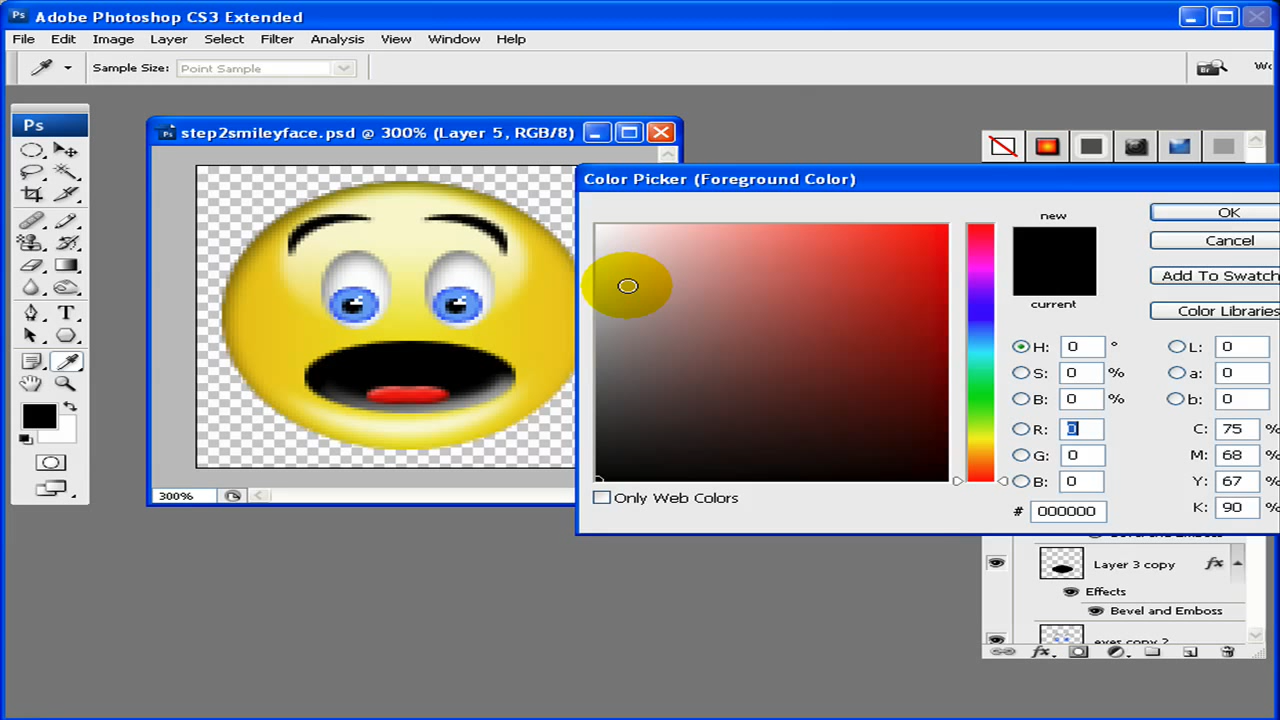 Ps Adobe Photoshop CS3 Extended
File Edit Image Layer Select Filter Analysis View Window Help
Sample Size: Point Sample
Br
Ps
step2smileyface.psd @ 300% (Layer 5, RGB/8)
300%
Color Picker (Foreground Color)
new
current
OK
Cancel
Add To Swatch
Color Libraries
H: 0 °
S: 0 %
B: 0 %
R: 0
G: 0
B: 0
# 000000
L: 0
a: 0
b: 0
C: 75 %
M: 68 %
Y: 67 %
K: 90 %
Only Web Colors
Layer 3 copy fx
Effects
Bevel and Emboss
eyes copy 2
fx